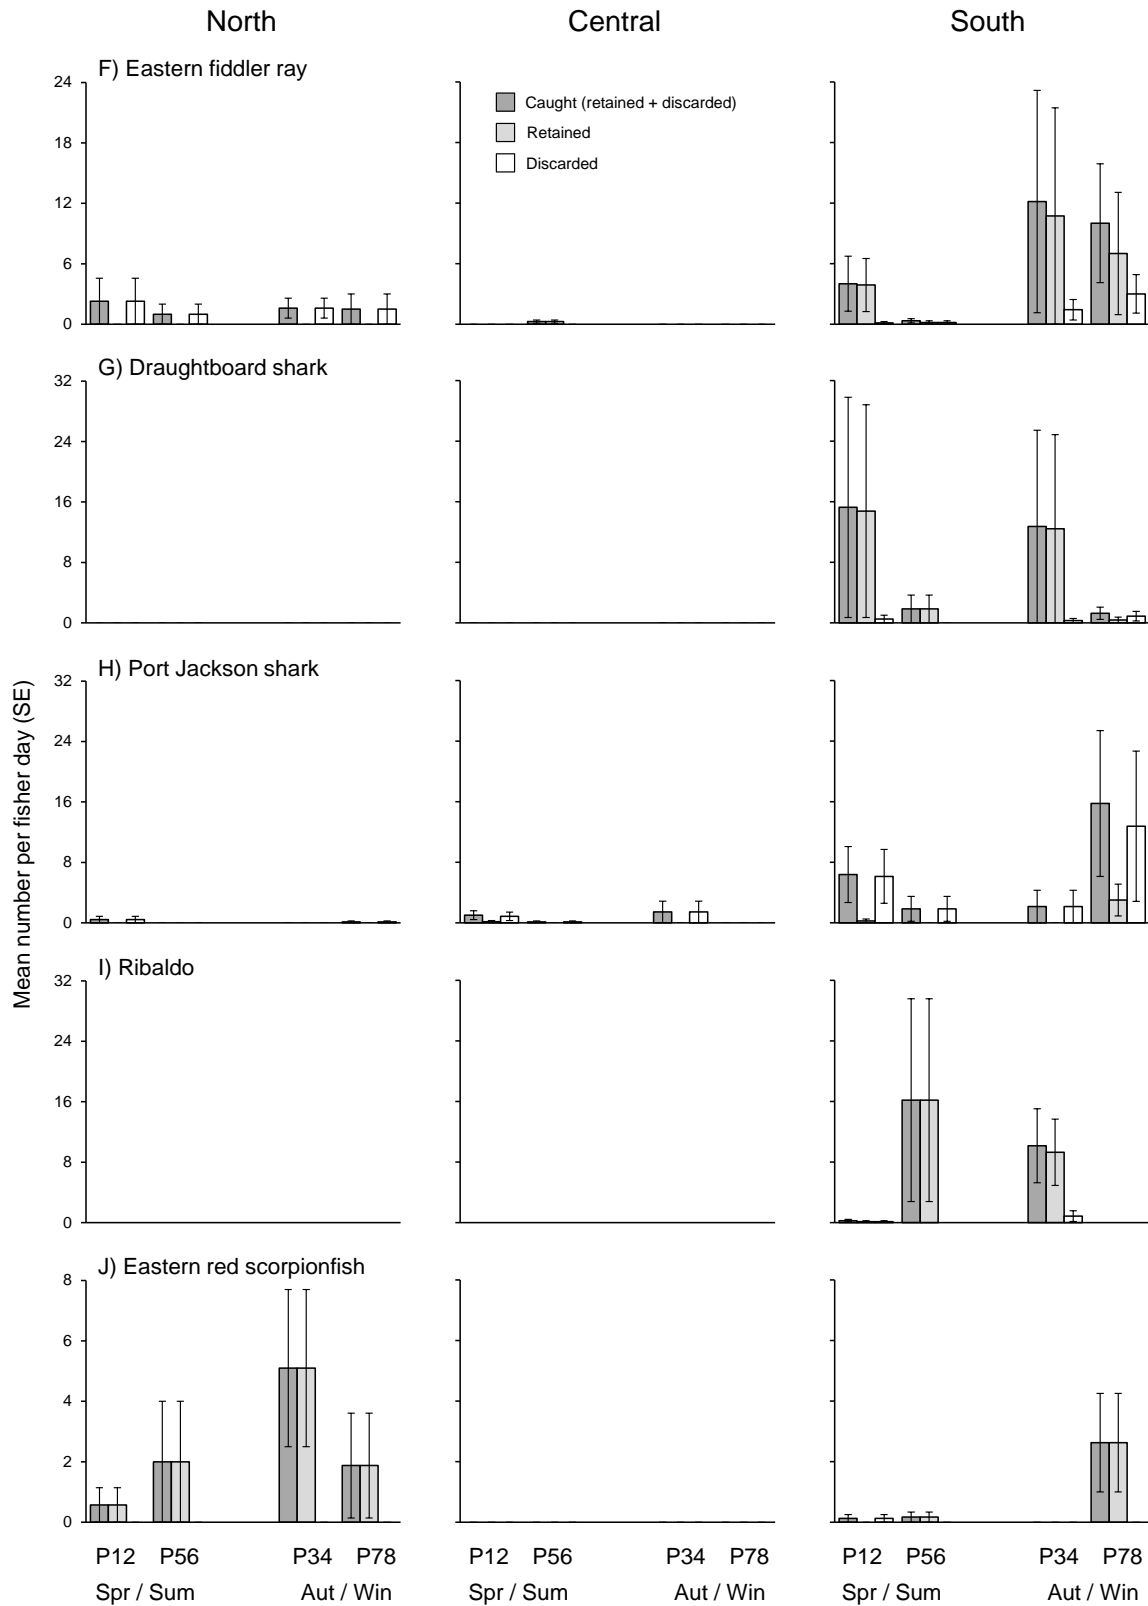 North Central South
F) Eastern fiddler ray
24
18
12
6
0
Caught (retained + discarded)
Retained
Discarded
G) Draughtboard shark
32
24
16
8
0
H) Port Jackson shark
32
24
16
8
0
Mean number per fisher day (SE)
I) Ribaldo
32
24
16
8
0
J) Eastern red scorpionfish
8
6
4
2
0
P12 P56 P34 P78 P12 P56 P34 P78 P12 P56 P34 P78
Spr / Sum Aut / Win Spr / Sum Aut / Win Spr / Sum Aut / Win